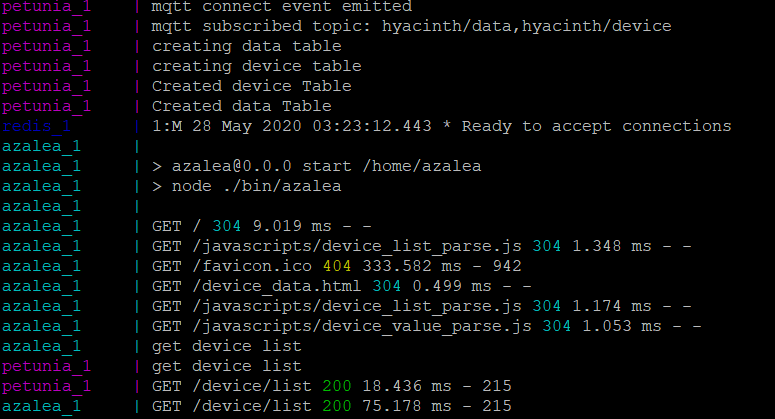 petunia_1 | mqtt connect event emitted
petunia_1 | mqtt subscribed topic: hyacinth/data,hyacinth/device
petunia_1 | creating data table
petunia_1 | creating device table
petunia_1 | Created device Table
petunia_1 | Created data Table
redis_1 | 1:M 28 May 2020 03:23:12.443 * Ready to accept connections
azalea_1 |
azalea_1 | > azalea@0.0.0 start /home/azalea
azalea_1 | > node ./bin/azalea
azalea_1 |
azalea_1 | GET / 304 9.019 ms - -
azalea_1 | GET /javascripts/device_list_parse.js 304 1.348 ms - -
azalea_1 | GET /favicon.ico 404 333.582 ms - 942
azalea_1 | GET /device_data.html 304 0.499 ms - -
azalea_1 | GET /javascripts/device_list_parse.js 304 1.174 ms - -
azalea_1 | GET /javascripts/device_value_parse.js 304 1.053 ms - -
azalea_1 | get device list
petunia_1 | get device list
petunia_1 | GET /device/list 200 18.436 ms - 215
azalea_1 | GET /device/list 200 75.178 ms - 215